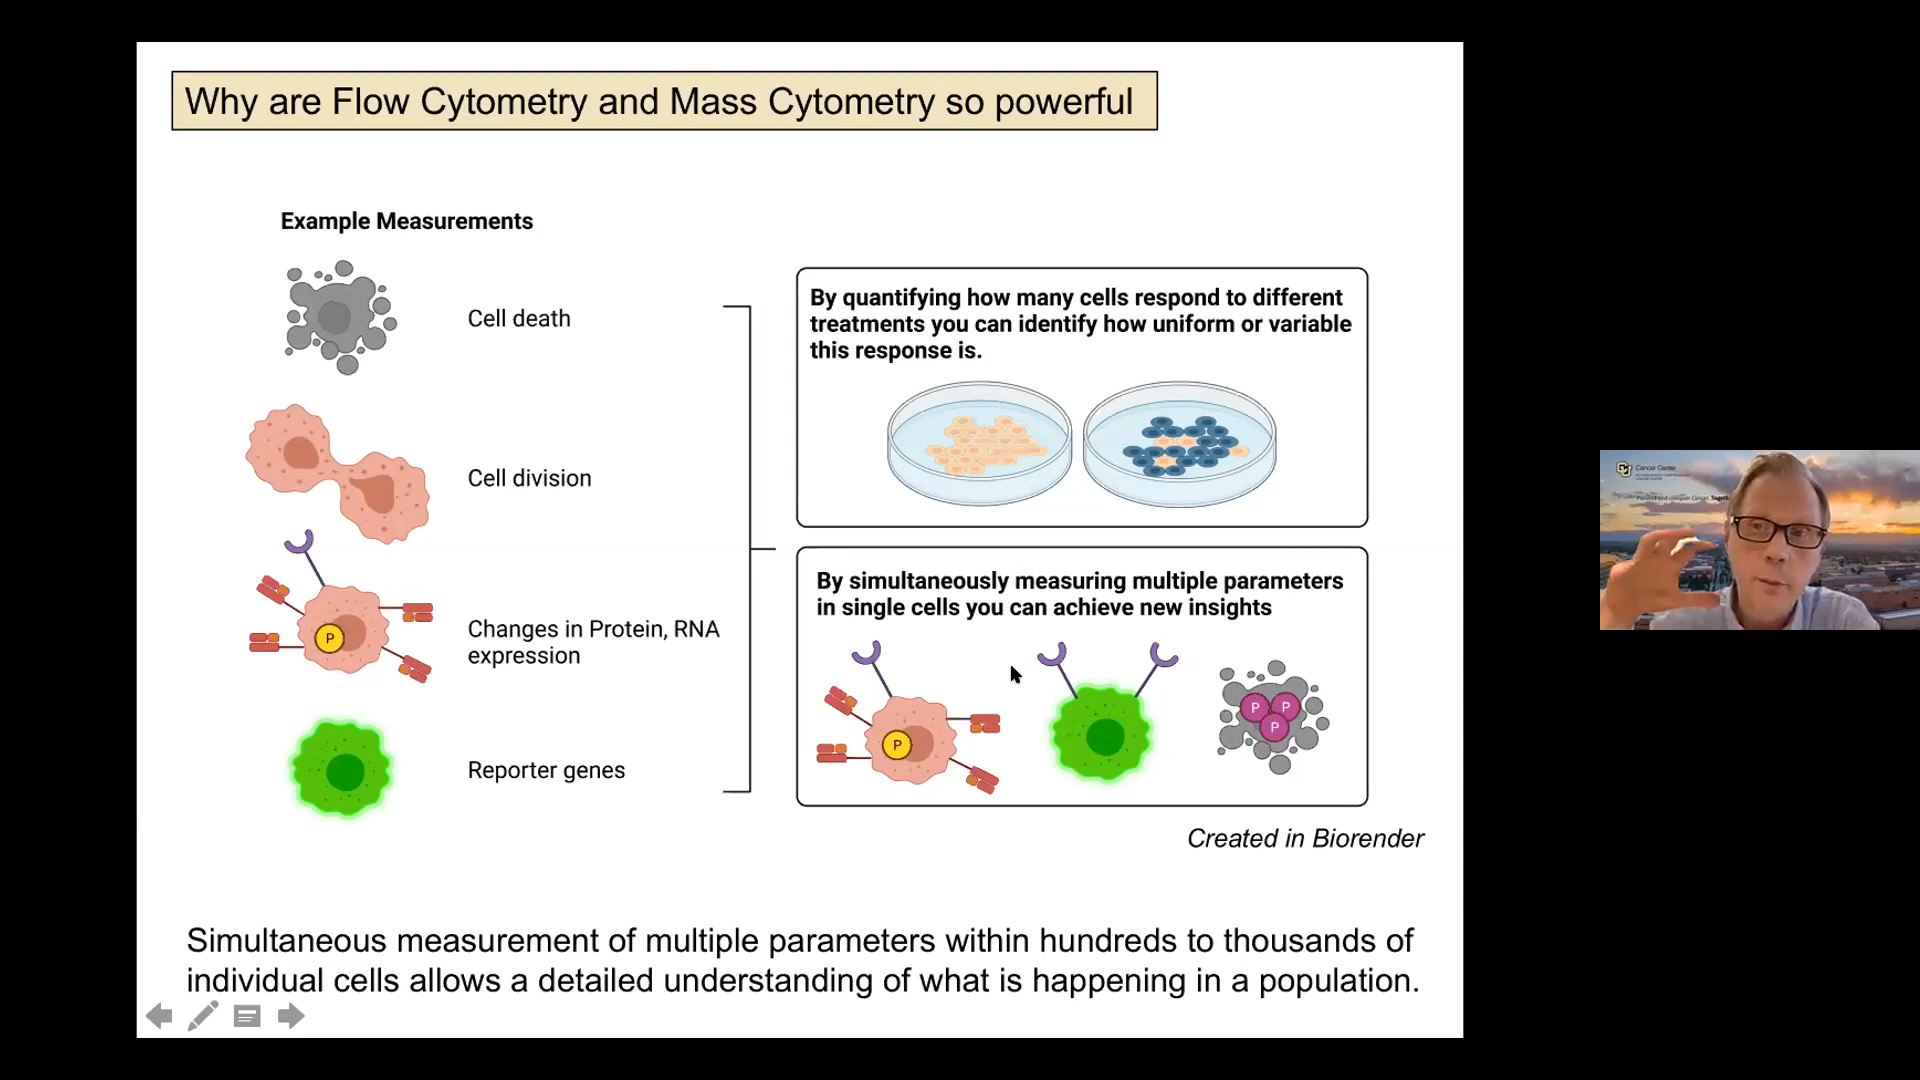 Why are Flow Cytometry and Mass Cytometry so powerful
Example Measurements
Cell death
Cell division
P
Changes in Protein, RNA
expression
Reporter genes
By quantifying how many cells respond to different
treatments you can identify how uniform or variable
this response is.
By simultaneously measuring multiple parameters
in single cells you can achieve new insights
P
P P
P
Created in Biorender
Simultaneous measurement of multiple parameters within hundreds to thousands of
individual cells allows a detailed understanding of what is happening in a population.
Cancer Center